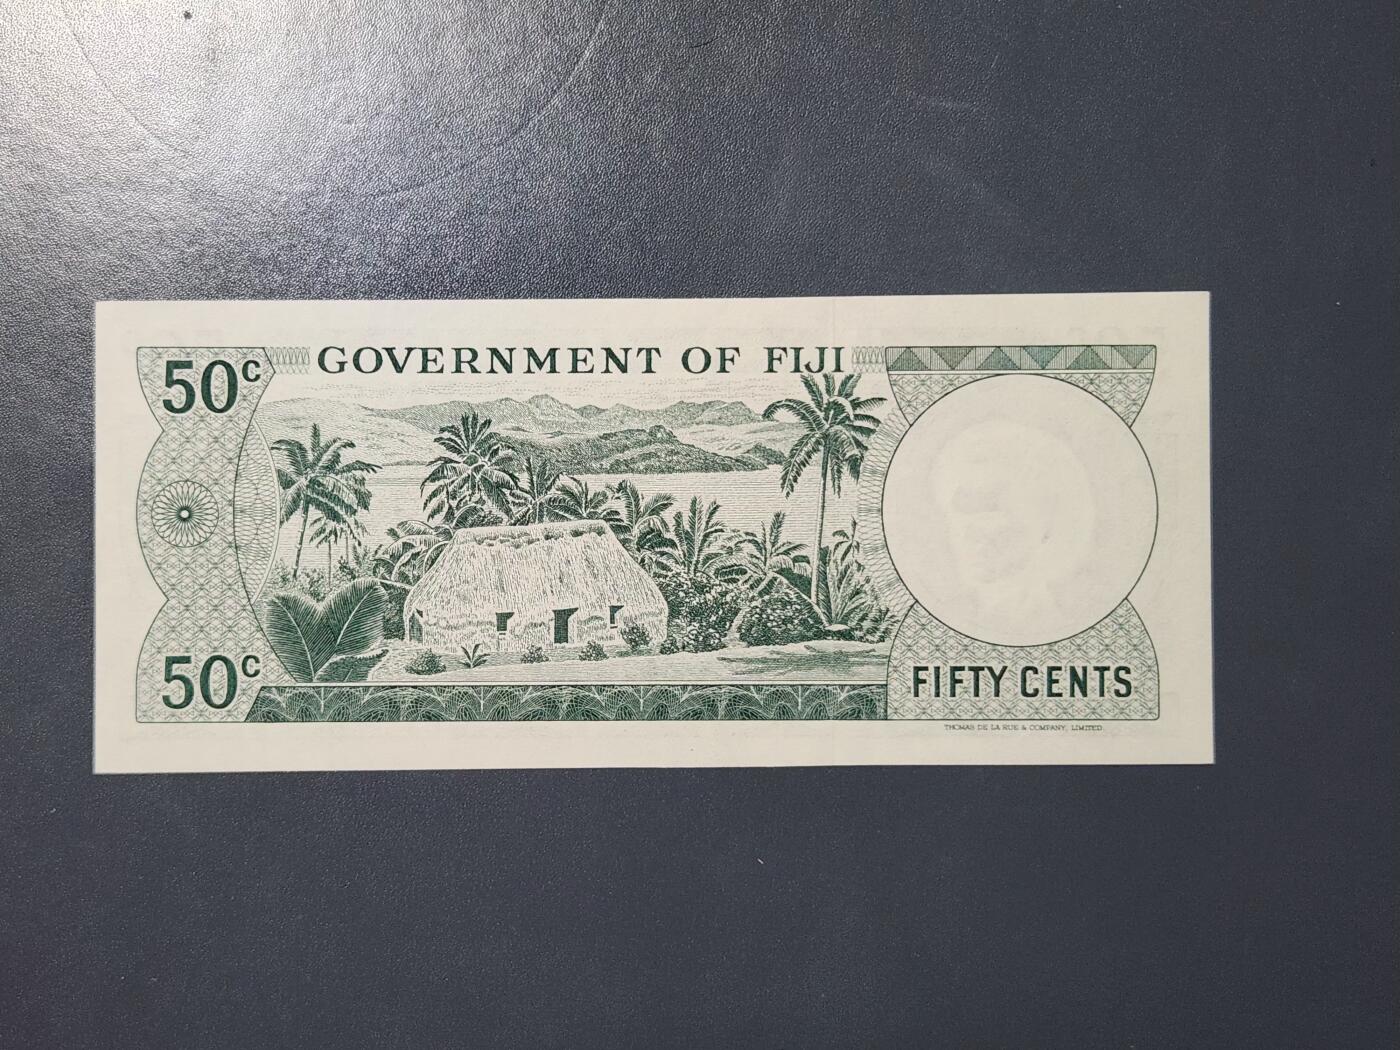 50c
GOVERNMENT OF FIJI
50c
FIFTY CENTS
THOMAS DE LA RUE & COMPANY, LIMITED.